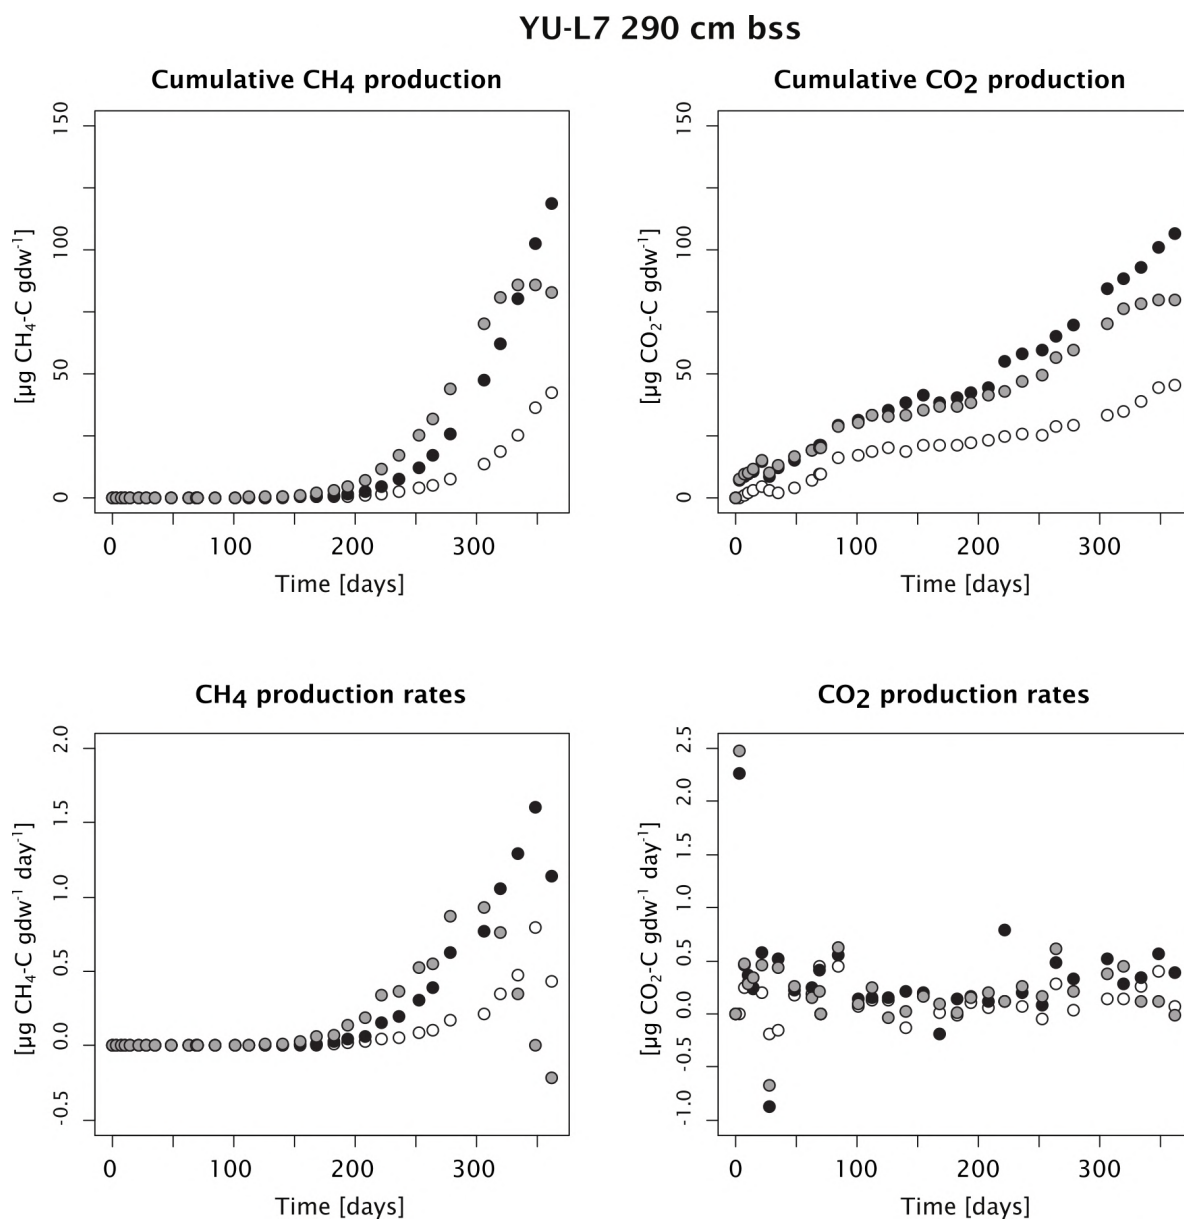 YU-L7 290 cm bss
Cumulative CH4 production
[µg CH₄-C gdw⁻¹]
150
100
50
0
0 100 200 300
Time [days]
Cumulative CO2 production
[µg CO₂-C gdw⁻¹]
150
100
50
0
0 100 200 300
Time [days]
CH4 production rates
[µg CH₄-C gdw⁻¹ day⁻¹]
2.0
1.5
1.0
0.5
0.0
-0.5
0 100 200 300
Time [days]
CO2 production rates
[µg CO₂-C gdw⁻¹ day⁻¹]
2.5
2.0
1.5
1.0
0.5
0.0
-0.5
-1.0
0 100 200 300
Time [days]